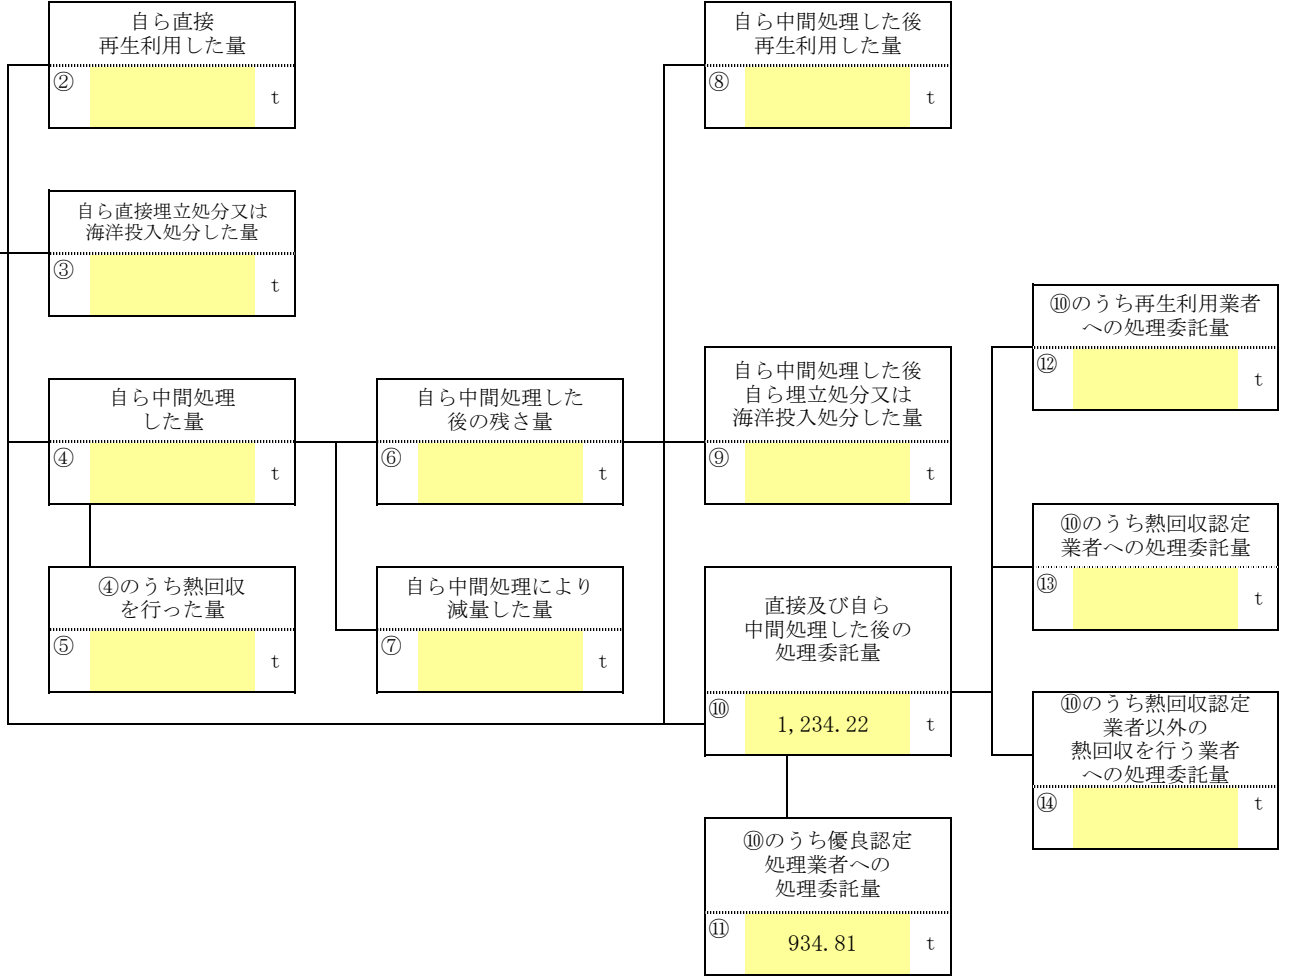 自ら直接
再生利用した量
②
t
自ら中間処理した後
再生利用した量
⑧
t
自ら直接埋立処分又は
海洋投入処分した量
③
t
⑩のうち再生利用業者
への処理委託量
⑫
t
自ら中間処理
した量
④
t
自ら中間処理した
後の残さ量
⑥
t
自ら中間処理した後
自ら埋立処分又は
海洋投入処分した量
⑨
t
⑩のうち熱回収認定
業者への処理委託量
⑬
t
④のうち熱回収
を行った量
⑤
t
自ら中間処理により
減量した量
⑦
t
直接及び自ら
中間処理した後の
処理委託量
⑩ 1,234.22 t
⑩のうち熱回収認定
業者以外の
熱回収を行う業者
への処理委託量
⑭
t
⑩のうち優良認定
処理業者への
処理委託量
⑪ 934.81 t